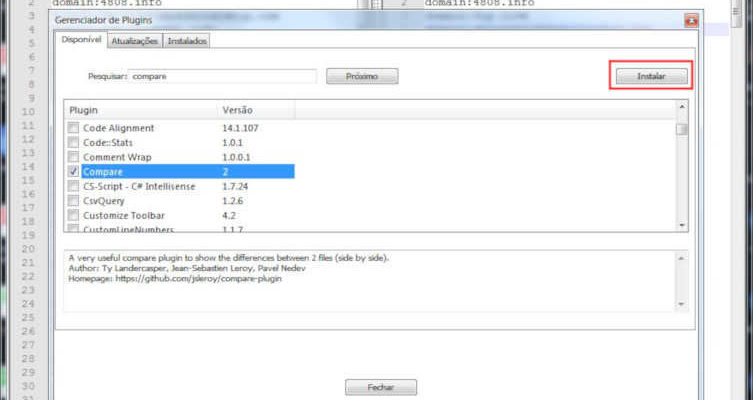 2 domain:4808.info 2 domain:4808.info
3
Gerenciador de Plugins
4
Disponível Atualizações Instalados
5
6
7
Pesquisar: compare Próximo Instalar
8
9
Plugin Versão
10
11
Code Alignment 14.1.107
12
Code::Stats 1.0.1
13
Comment Wrap 1.0.0.1
14
Compare 2
15
CS-Script - C# Intellisense 1.7.24
16
CsvQuery 1.2.6
17
Customize Toolbar 4.2
18
CustomLineNumbers 1.1.7
19
20
A very useful compare plugin to show the differences between 2 files (side by side).
21
Author: Ty Landercasper, Jean-Sebastien Leroy, Pavel Nedev
22
Homepage: https://github.com/jsleroy/compare-plugin
23
24
25
26
27
28
29
30
Fechar
31